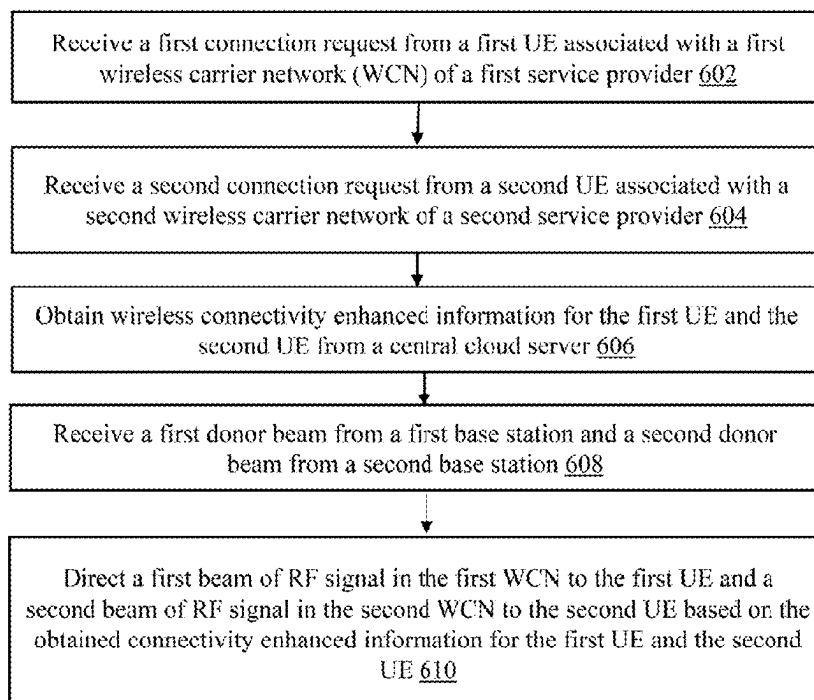 Receive a first connection request from a first UE associated with a first
wireless carrier network (WCN) of a first service provider 602
Receive a second connection request from a second UE associated with a
second wireless carrier network of a second service provider 604
Obtain wireless connectivity enhanced information for the first UE and the
second UE from a central cloud server 606
Receive a first donor beam from a first base station and a second donor
beam from a second base station 608
Direct a first beam of RF signal in the first WCN to the first UE and a
second beam of RF signal in the second WCN to the second UE based on the
obtained connectivity enhanced information for the first UE and the second
UE 610